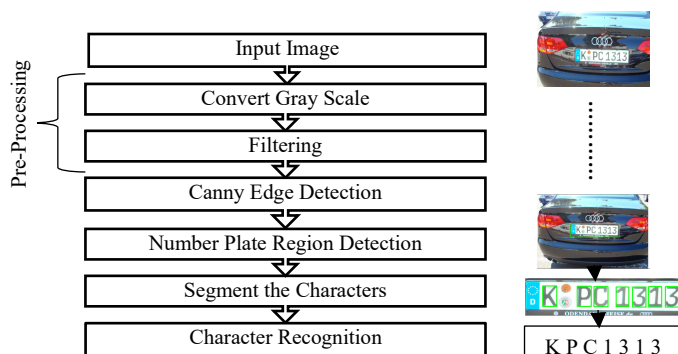 Input Image
Pre-Processing
Convert Gray Scale
Filtering
Canny Edge Detection
Number Plate Region Detection
Segment the Characters
Character Recognition
K PC 1313
K PC 1313
D
K PC 1313
K P C 1 3 1 3